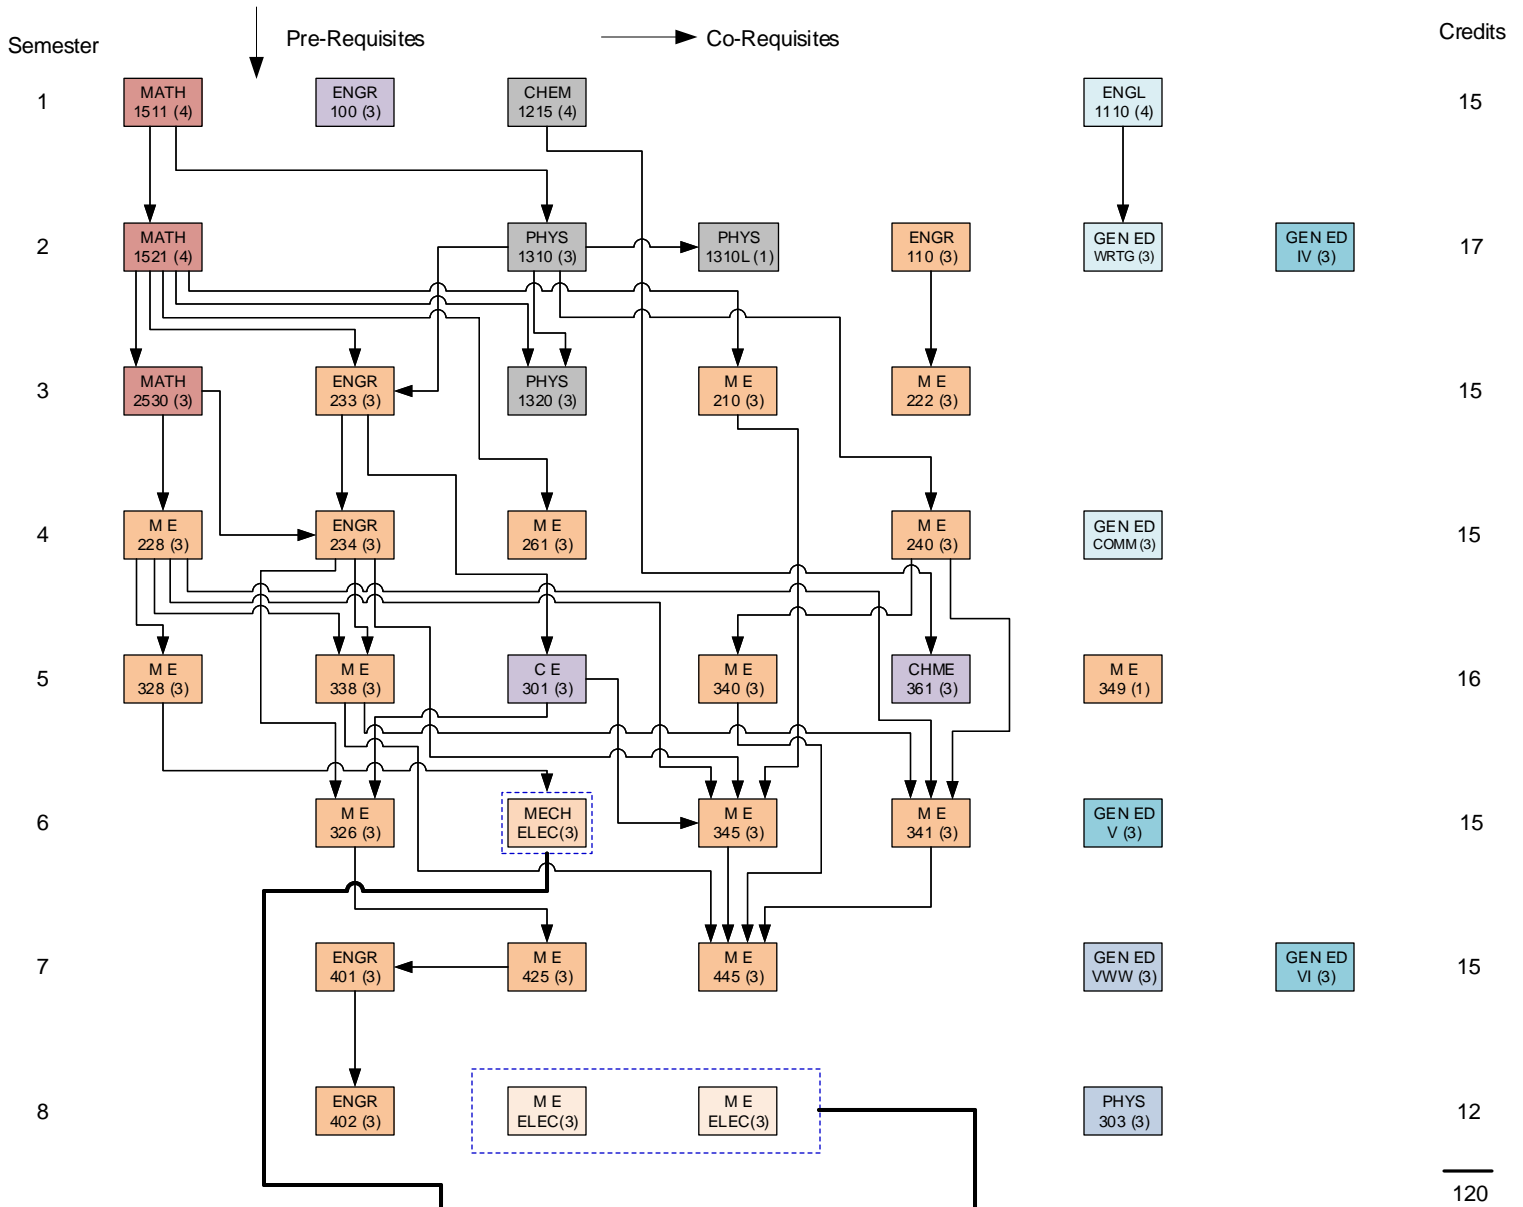 Pre-Requisites
Co-Requisites
Semester
Credits
1
MATH
1511 (4)
ENGR
100 (3)
CHEM
1215 (4)
ENGL
1110 (4)
15
2
MATH
1521 (4)
PHYS
1310 (3)
PHYS
1310L (1)
ENGR
110 (3)
GEN ED
WRTG (3)
GEN ED
IV (3)
17
3
MATH
2530 (3)
ENGR
233 (3)
PHYS
1320 (3)
M E
210 (3)
M E
222 (3)
15
4
M E
228 (3)
ENGR
234 (3)
M E
261 (3)
M E
240 (3)
GEN ED
COMM (3)
15
5
M E
328 (3)
M E
338 (3)
C E
301 (3)
M E
340 (3)
CHME
361 (3)
M E
349 (1)
16
6
M E
326 (3)
MECH
ELEC(3)
M E
345 (3)
M E
341 (3)
GEN ED
V (3)
15
7
ENGR
401 (3)
M E
425 (3)
M E
445 (3)
GEN ED
VWW (3)
GEN ED
VI (3)
15
8
ENGR
402 (3)
M E
ELEC(3)
M E
ELEC(3)
PHYS
303 (3)
12
120